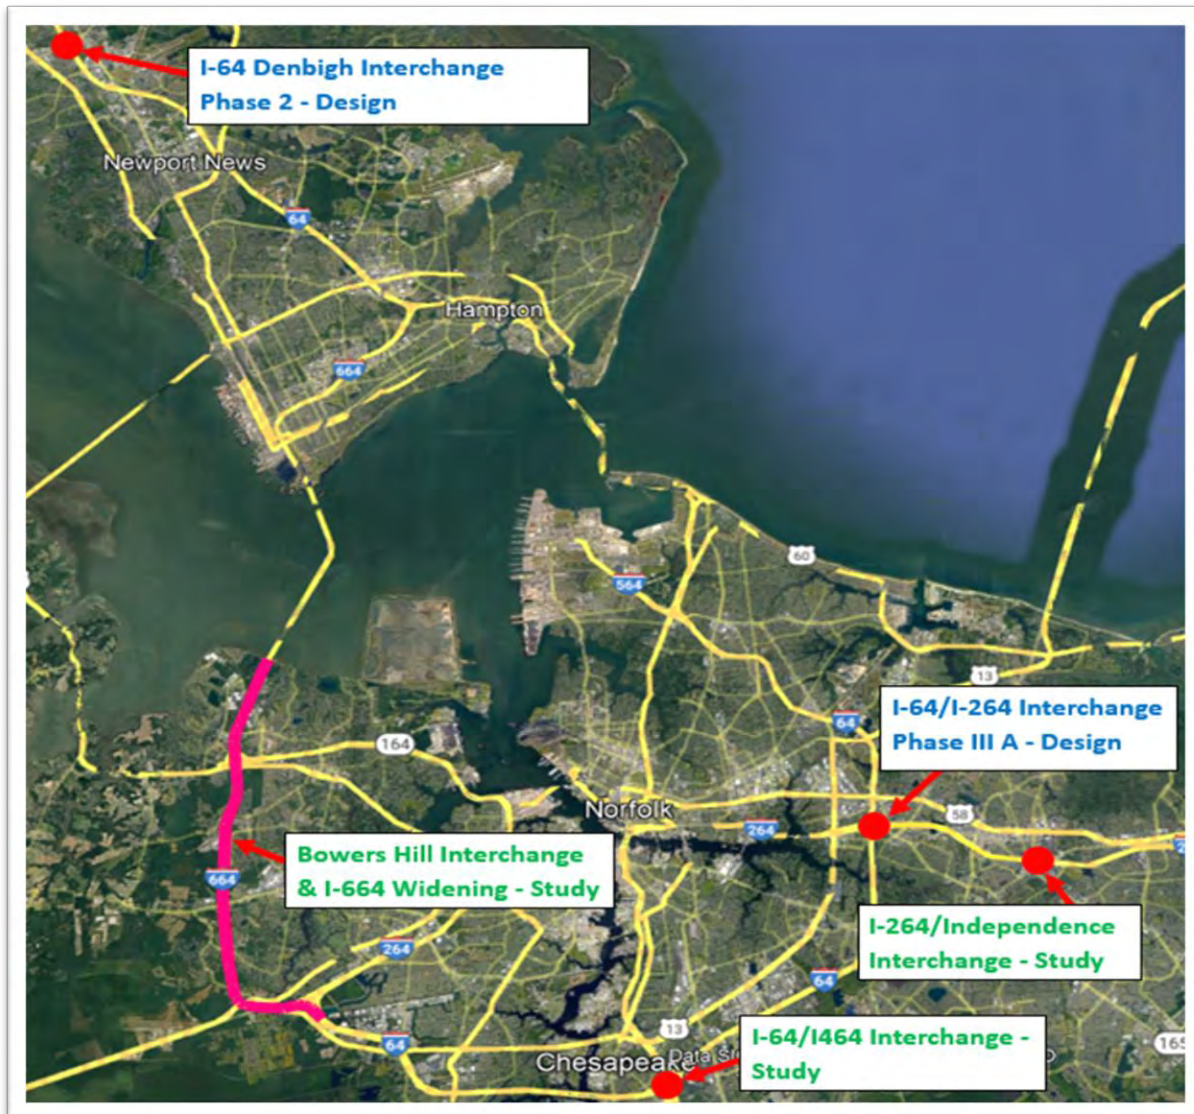 I-64 Denbigh Interchange
Phase 2 - Design
Newport News
64
Hampton
664
60
564
13
I-64/I-264 Interchange
Phase III A - Design
64
164
Norfolk
58
264
Bowers Hill Interchange
& I-664 Widening - Study
664
I-264/Independence
Interchange - Study
264
64
13
I-64/I464 Interchange -
Study
64
Chesapeake
165